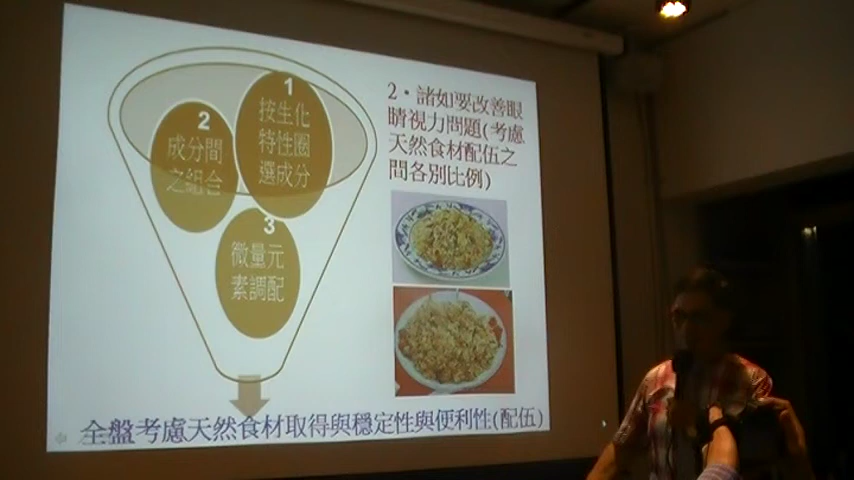 1
按生化
特性圈
選成分
2
成分間
之組合
3
微量元
素調配
2·諸如要改善眼
睛視力問題(考慮
天然食材配伍之
間各別比例)
全盤考慮天然食材取得與穩定性與便利性(配伍)